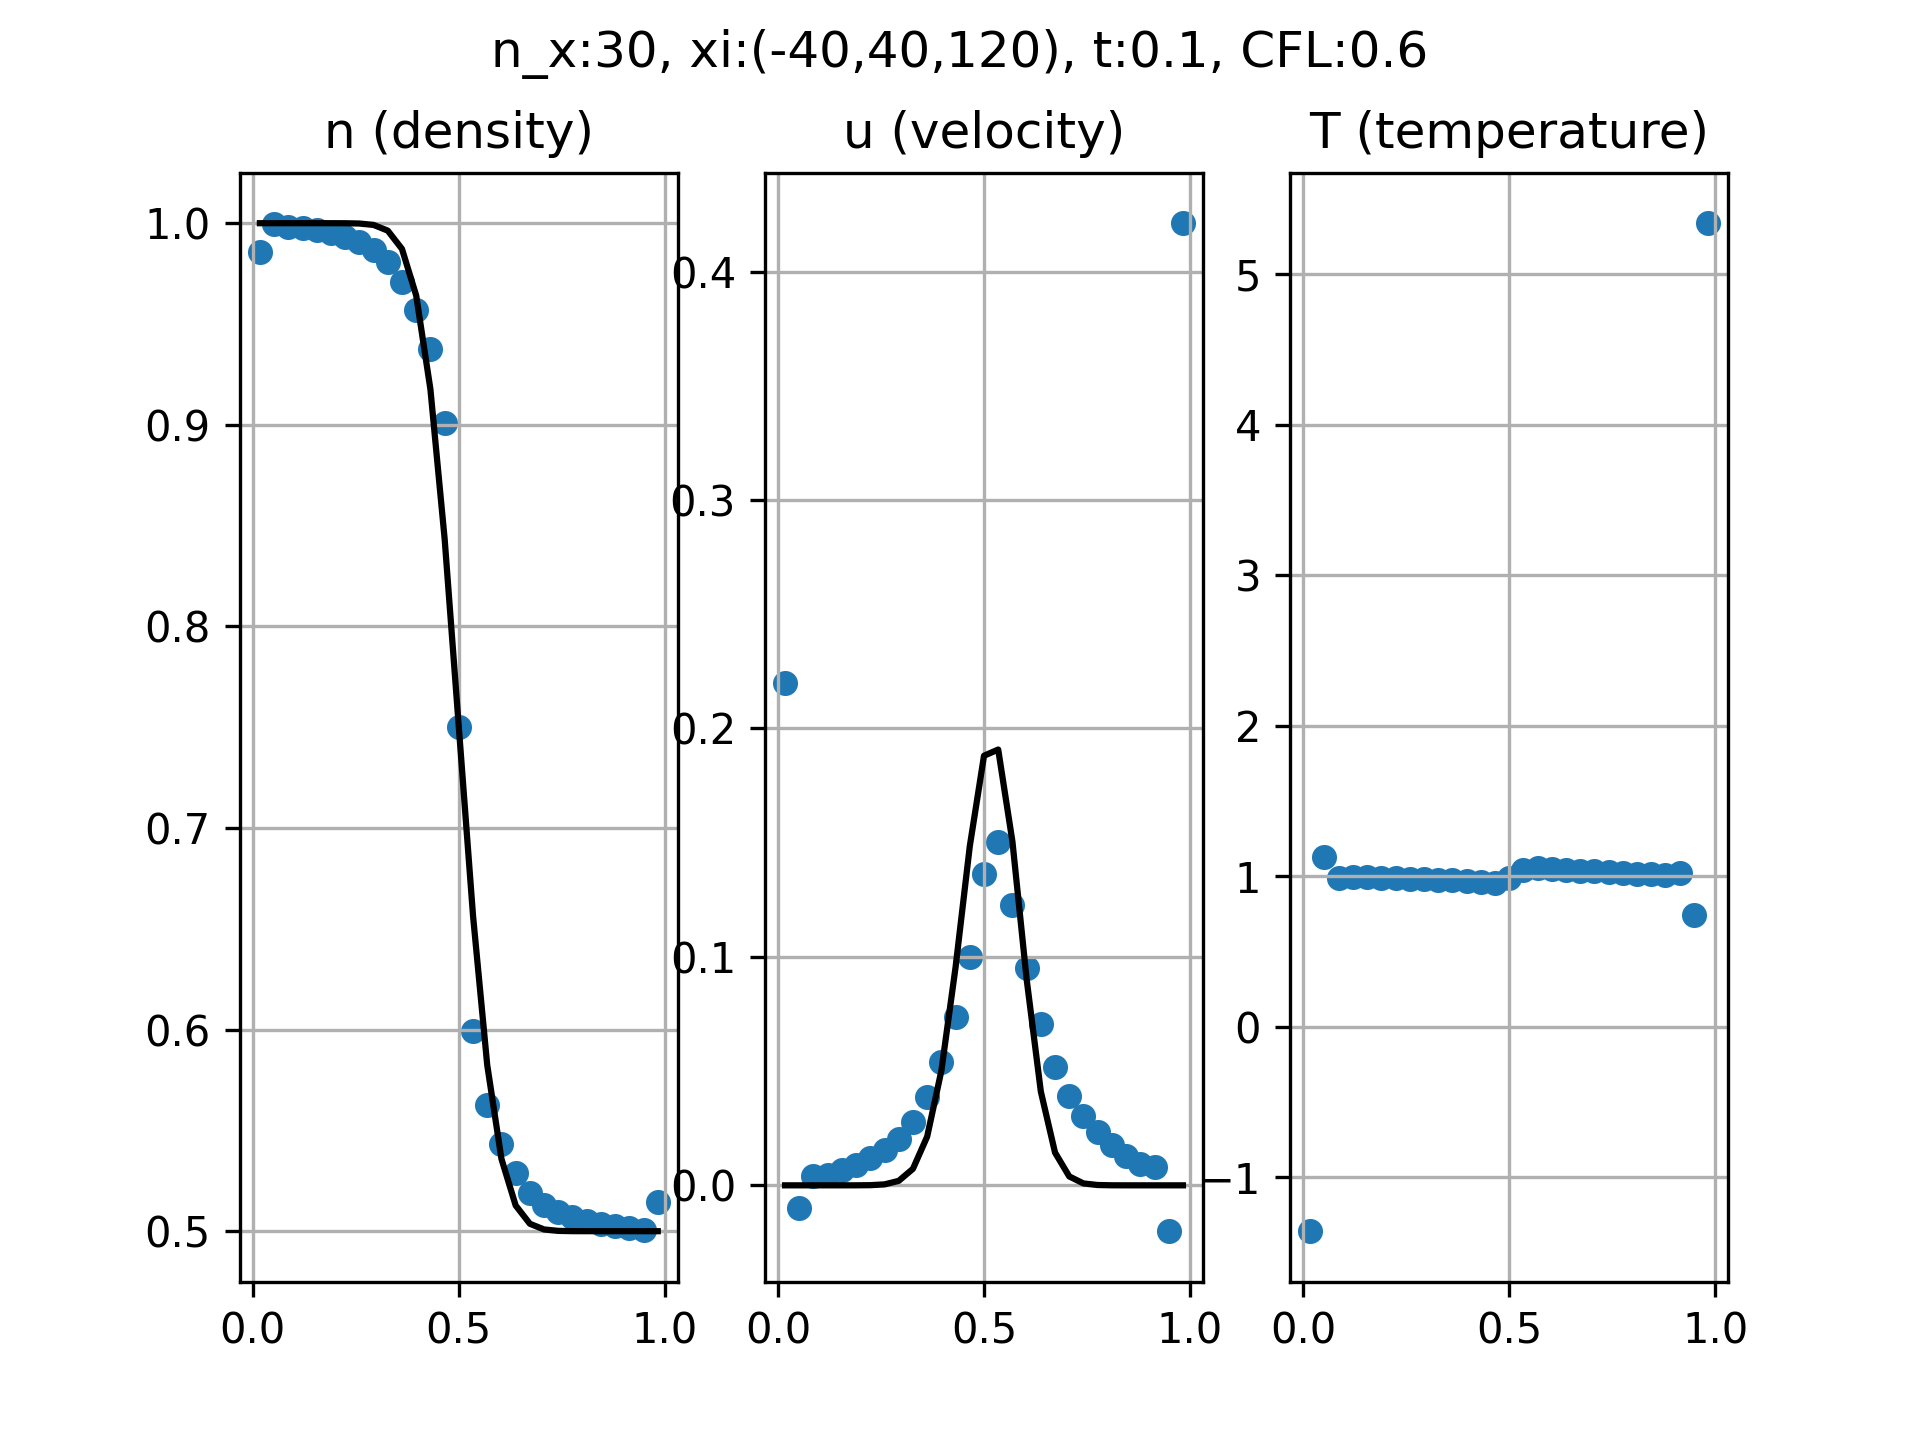 n_x:30, xi:(-40,40,120), t:0.1, CFL:0.6
n (density)
1.0
0.9
0.8
0.7
0.6
0.5
0.0 0.5 1.0
u (velocity)
0.4
0.3
0.2
0.1
0.0
0.0 0.5 1.0
T (temperature)
5
4
3
2
1
0
−1
0.0 0.5 1.0